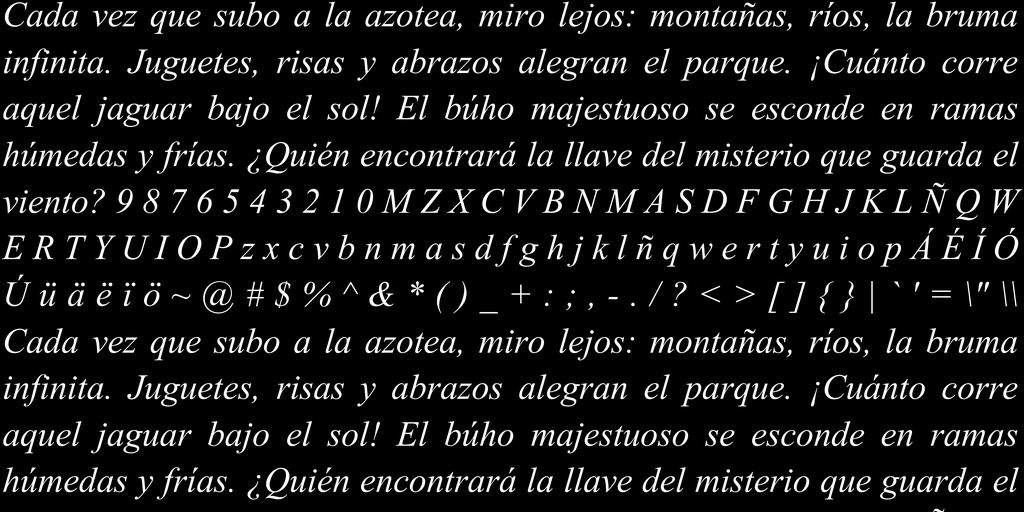 Cada vez que subo a la azotea, miro lejos: montañas, ríos, la bruma
infinita. Juguetes, risas y abrazos alegran el parque. ¡Cuánto corre
aquel jaguar bajo el sol! El búho majestuoso se esconde en ramas
húmedas y frías. ¿Quién encontrará la llave del misterio que guarda el
viento? 9 8 7 6 5 4 3 2 1 0 M Z X C V B N M A S D F G H J K L Ñ Q W
E R T Y U I O P z x c v b n m a s d f g h j k l ñ q w e r t y u i o p Á É Í Ó
Ú ü ä ë ï ö ~ @ # $ % ^ & * ( ) _ + : ; , - . / ? < > [ ] { } | ` ' = \" \\
Cada vez que subo a la azotea, miro lejos: montañas, ríos, la bruma
infinita. Juguetes, risas y abrazos alegran el parque. ¡Cuánto corre
aquel jaguar bajo el sol! El búho majestuoso se esconde en ramas
húmedas y frías. ¿Quién encontrará la llave del misterio que guarda el